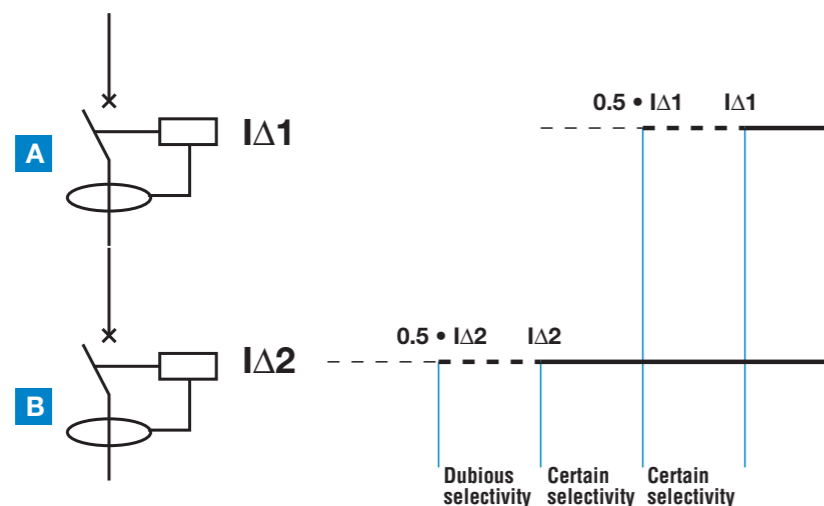 0.5 • IΔ1 IΔ1
A IΔ1
0.5 • IΔ2 IΔ2
B IΔ2
Dubious selectivity
Certain selectivity
Certain selectivity